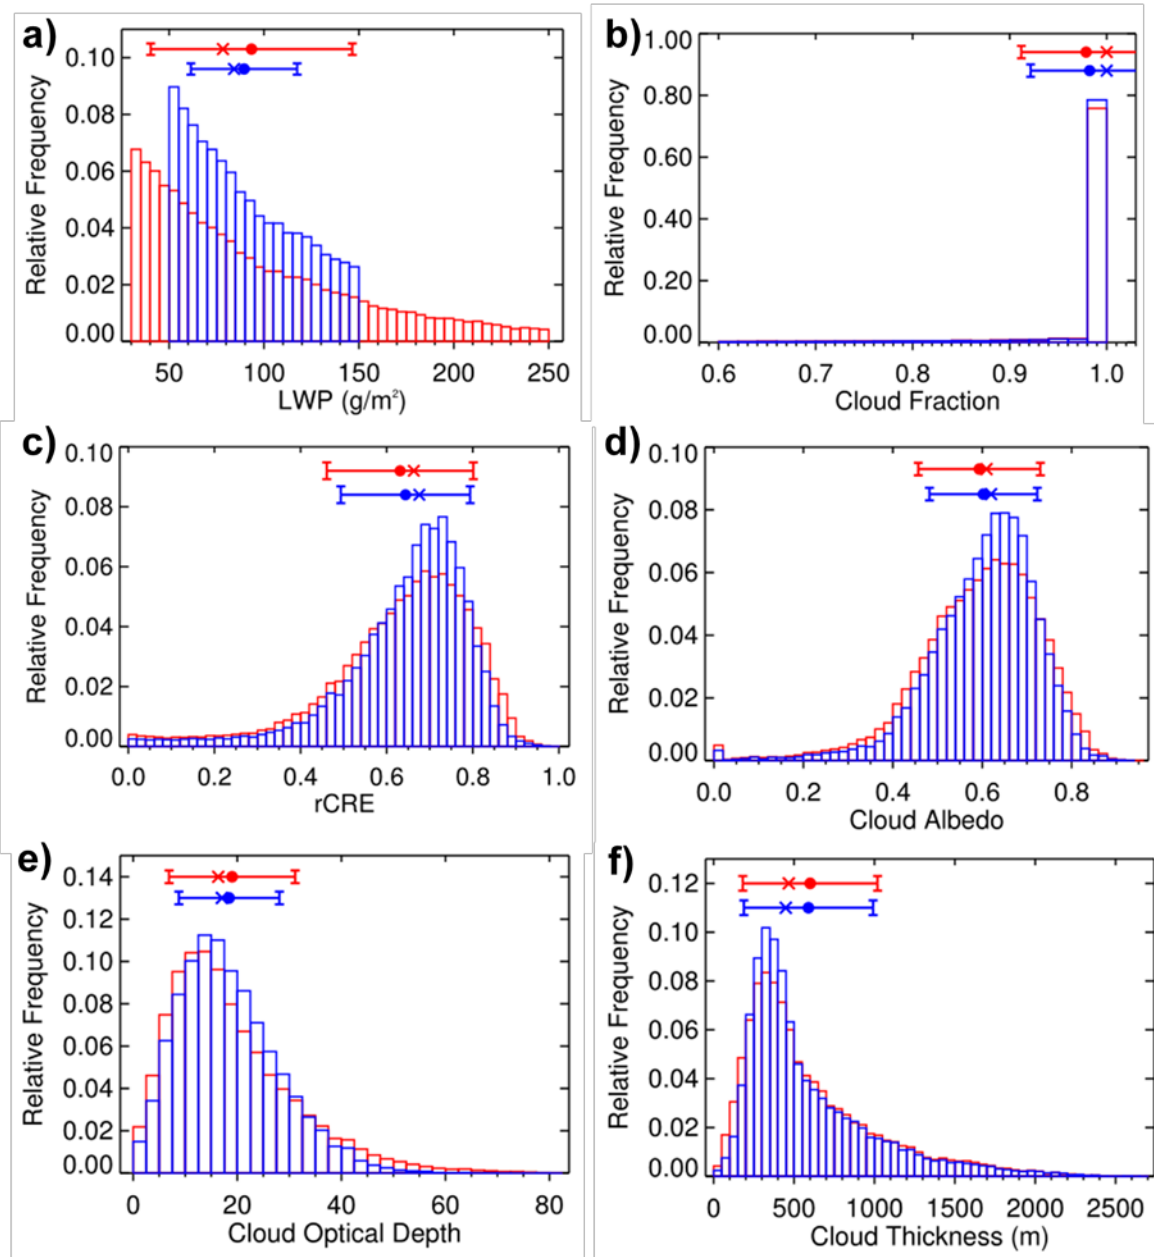 a)
0.10
0.08
0.06
0.04
0.02
0.00
Relative Frequency
50 100 150 200 250
LWP (g/m²)
b)
1.00
0.80
0.60
0.40
0.20
0.00
Relative Frequency
0.6 0.7 0.8 0.9 1.0
Cloud Fraction
c)
0.10
0.08
0.06
0.04
0.02
0.00
Relative Frequency
0.0 0.2 0.4 0.6 0.8 1.0
rCRE
d)
0.10
0.08
0.06
0.04
0.02
0.00
Relative Frequency
0.0 0.2 0.4 0.6 0.8
Cloud Albedo
e)
0.14
0.12
0.10
0.08
0.06
0.04
0.02
0.00
Relative Frequency
0 20 40 60 80
Cloud Optical Depth
f)
0.12
0.10
0.08
0.06
0.04
0.02
0.00
Relative Frequency
0 500 1000 1500 2000 2500
Cloud Thickness (m)